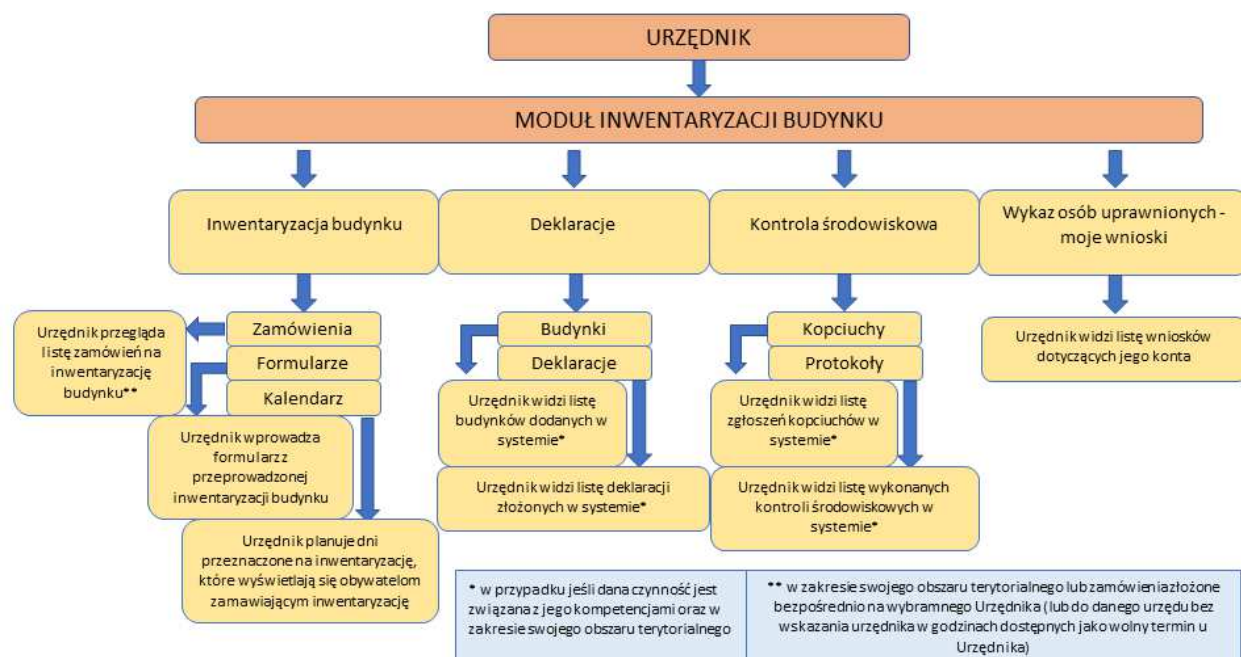 URZĘDNIK
MODUŁ INWENTARYZACJI BUDYNKU
Inwentaryzacja budynku
Deklaracje
Kontrola środowiskowa
Wykaz osób uprawnionych -
moje wnioski
Zamówienia
Formularze
Kalendarz
Urzędnik przegląda
listę zamówień na
inwentaryzację
budynku**
Urzędnik wprowadza
formularz z
przeprowadzonej
inwentaryzacji budynku
Urzędnik planuje dni
przeznaczone na inwentaryzację,
które wyświetlają się obywatelom
zamawiającym inwentaryzację
Budynki
Deklaracje
Urzędnik widzi listę
budynków dodanych w
systemie*
Urzędnik widzi listę deklaracji
złożonych w systemie*
Kopciuchy
Protokoły
Urzędnik widzi listę
zgłoszeń kopciuchów w
systemie*
Urzędnik widzi listę wykonanych
kontroli środowiskowych w
systemie*
Urzędnik widzi listę wniosków
dotyczących jego konta
* w przypadku jeśli dana czynność jest
związana z jego kompetencjami oraz w
zakresie swojego obszaru terytorialnego
** w zakresie swojego obszaru terytorialnego lub zamówienia złożone
bezpośrednio na wybramnego Urzędnika (lub do danego urzędu bez
wskazania urzędnika w godzinach dostępnych jako wolny termin u
Urzędnika)